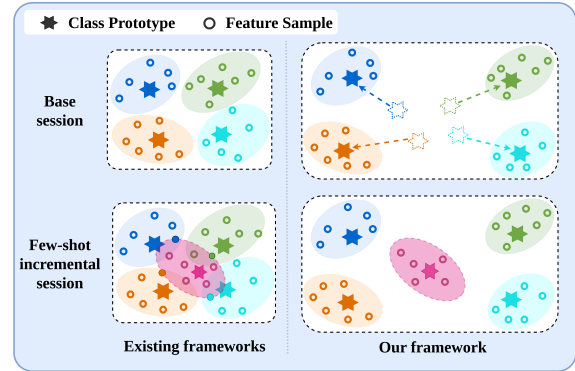 Class Prototype
Feature Sample
Base
session
Few-shot
incremental
session
Existing frameworks
Our framework